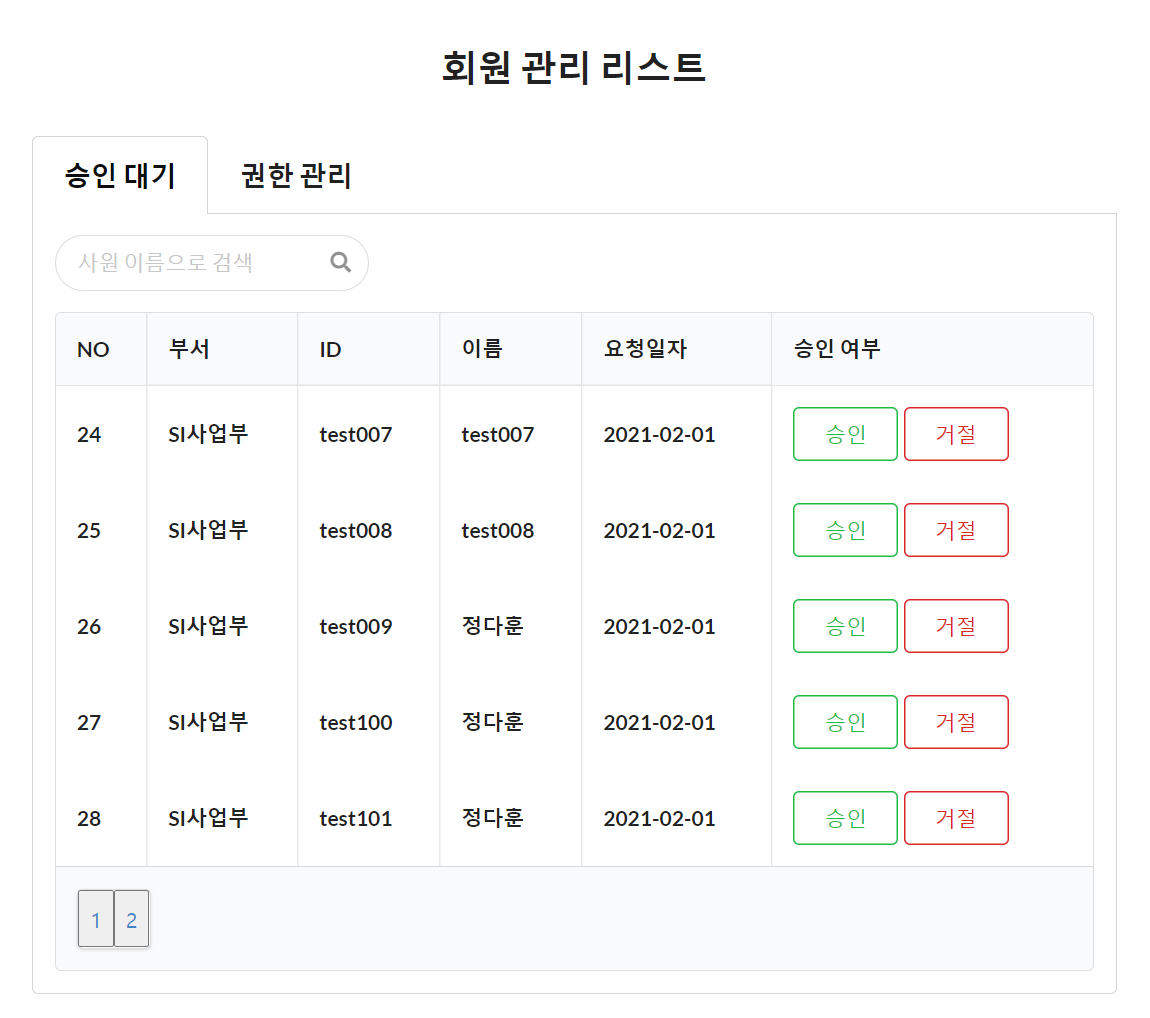 회원 관리 리스트
승인 대기 권한 관리
사원 이름으로 검색
NO 부서 ID 이름 요청일자 승인 여부
24 SI사업부 test007 test007 2021-02-01 승인 거절
25 SI사업부 test008 test008 2021-02-01 승인 거절
26 SI사업부 test009 정다훈 2021-02-01 승인 거절
27 SI사업부 test100 정다훈 2021-02-01 승인 거절
28 SI사업부 test101 정다훈 2021-02-01 승인 거절
1 2